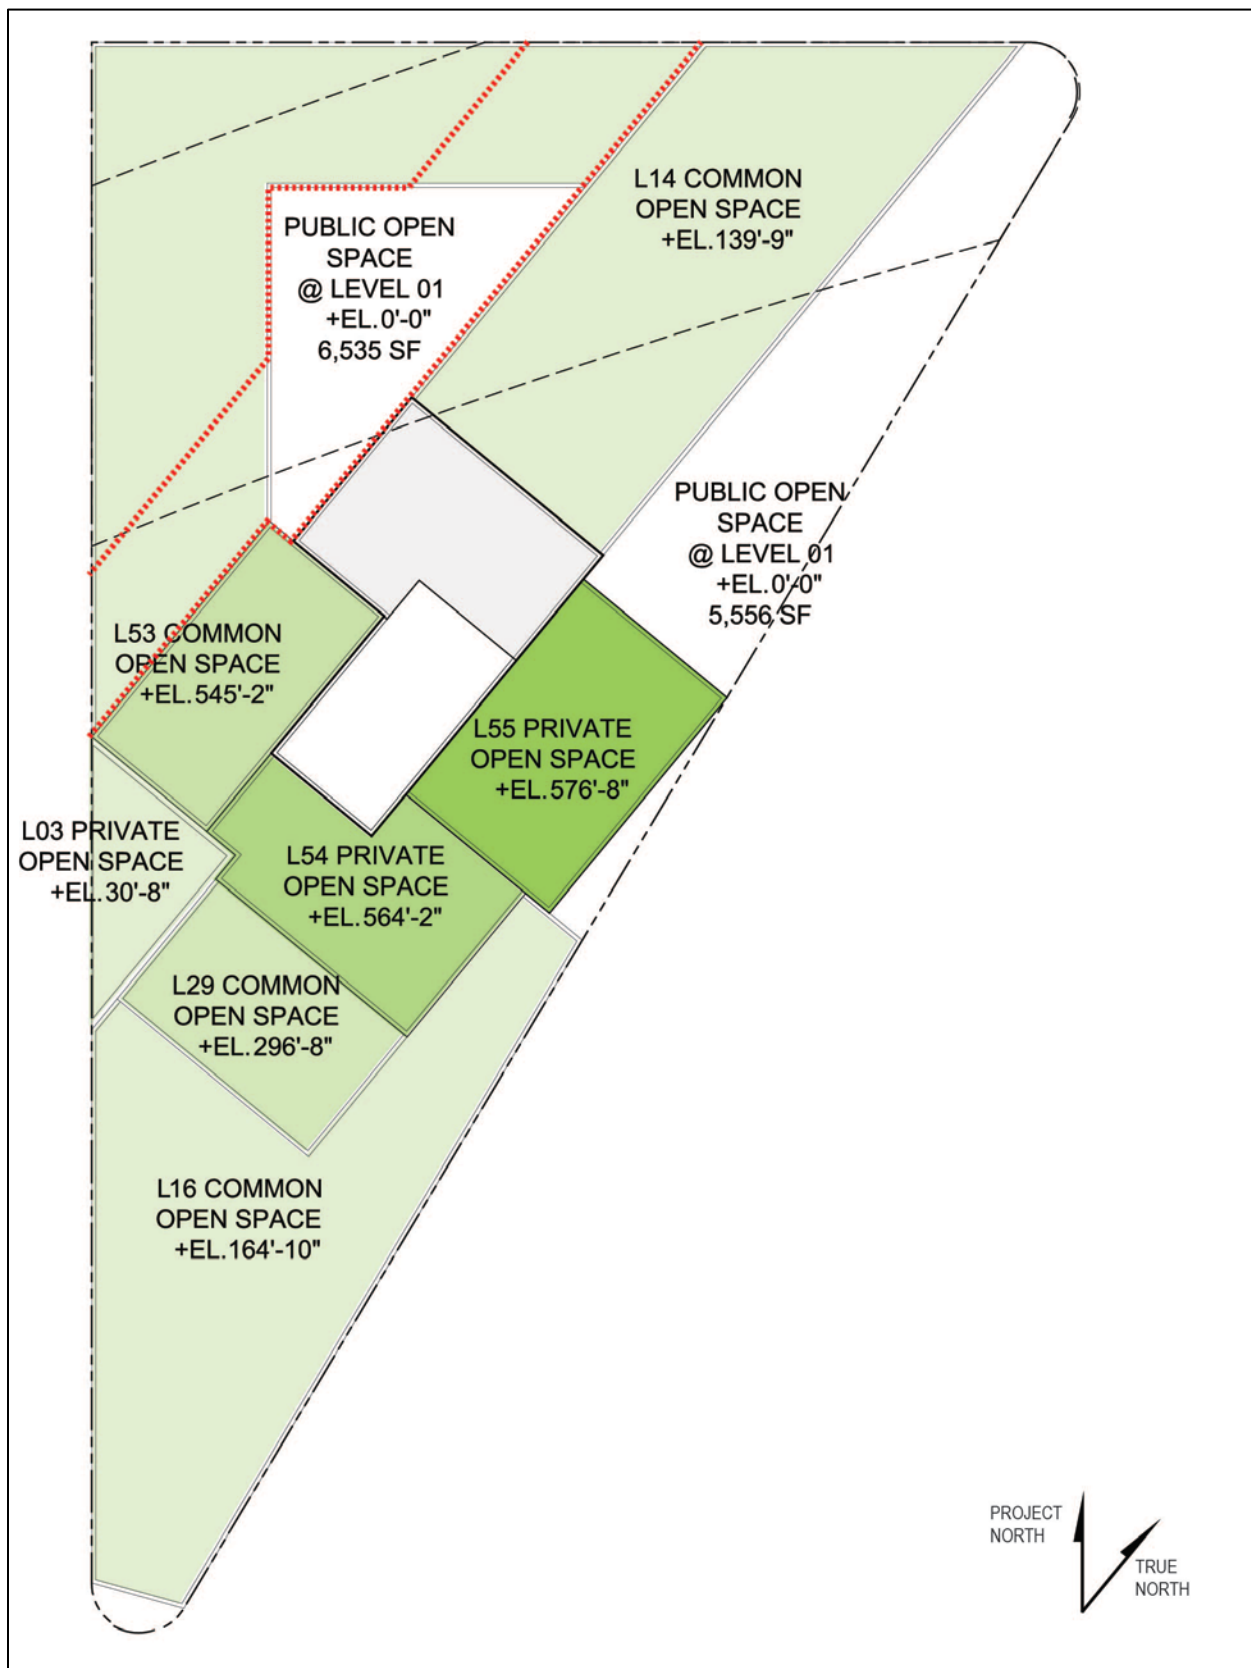 L14 COMMON
OPEN SPACE
+EL.139'-9"
PUBLIC OPEN
SPACE
@ LEVEL 01
+EL.0'-0"
6,535 SF
PUBLIC OPEN
SPACE
@ LEVEL 01
+EL.0'-0"
5,556 SF
L53 COMMON
OPEN SPACE
+EL.545'-2"
L55 PRIVATE
OPEN SPACE
+EL.576'-8"
L03 PRIVATE
OPEN SPACE
+EL.30'-8"
L54 PRIVATE
OPEN SPACE
+EL.564'-2"
L29 COMMON
OPEN SPACE
+EL.296'-8"
L16 COMMON
OPEN SPACE
+EL.164'-10"
PROJECT
NORTH
TRUE
NORTH